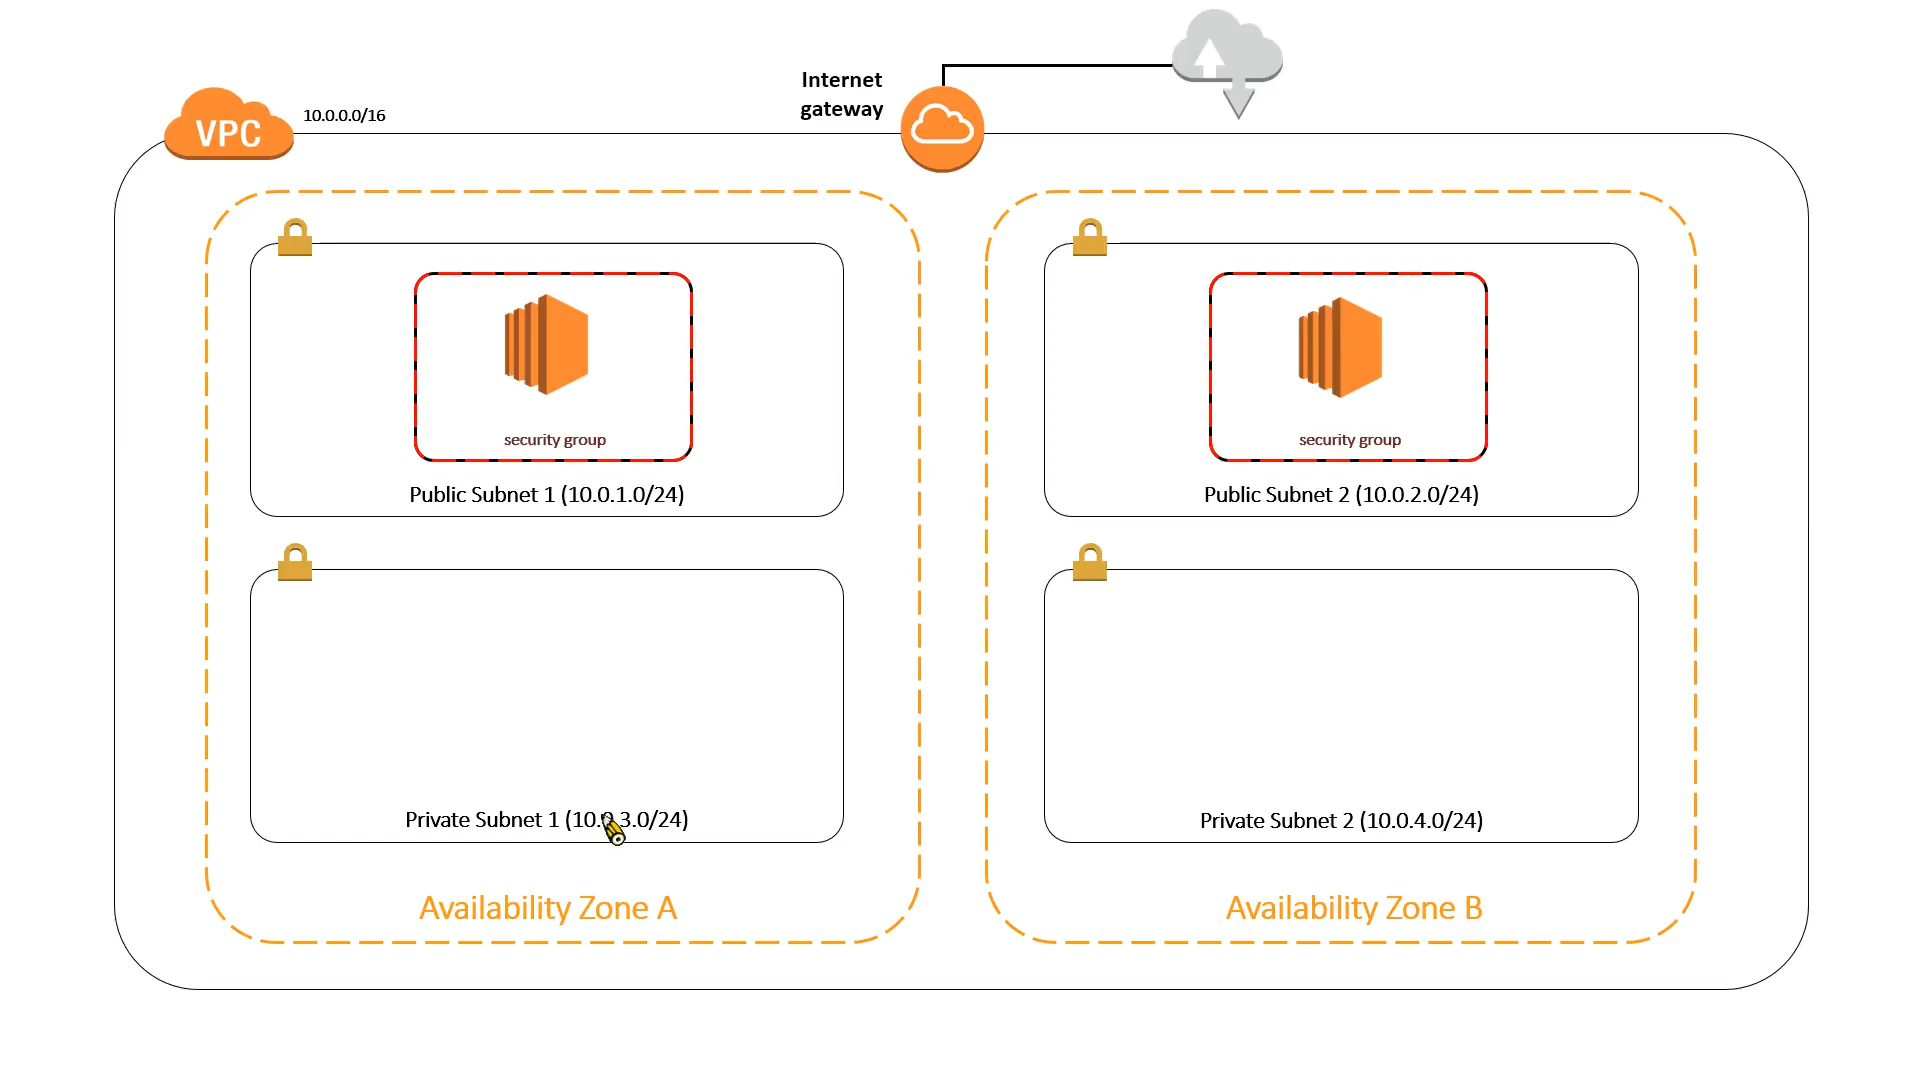 Internet
gateway
VPC
10.0.0.0/16
security group
Public Subnet 1 (10.0.1.0/24)
security group
Public Subnet 2 (10.0.2.0/24)
Private Subnet 1 (10.0.3.0/24)
Private Subnet 2 (10.0.4.0/24)
Availability Zone A
Availability Zone B